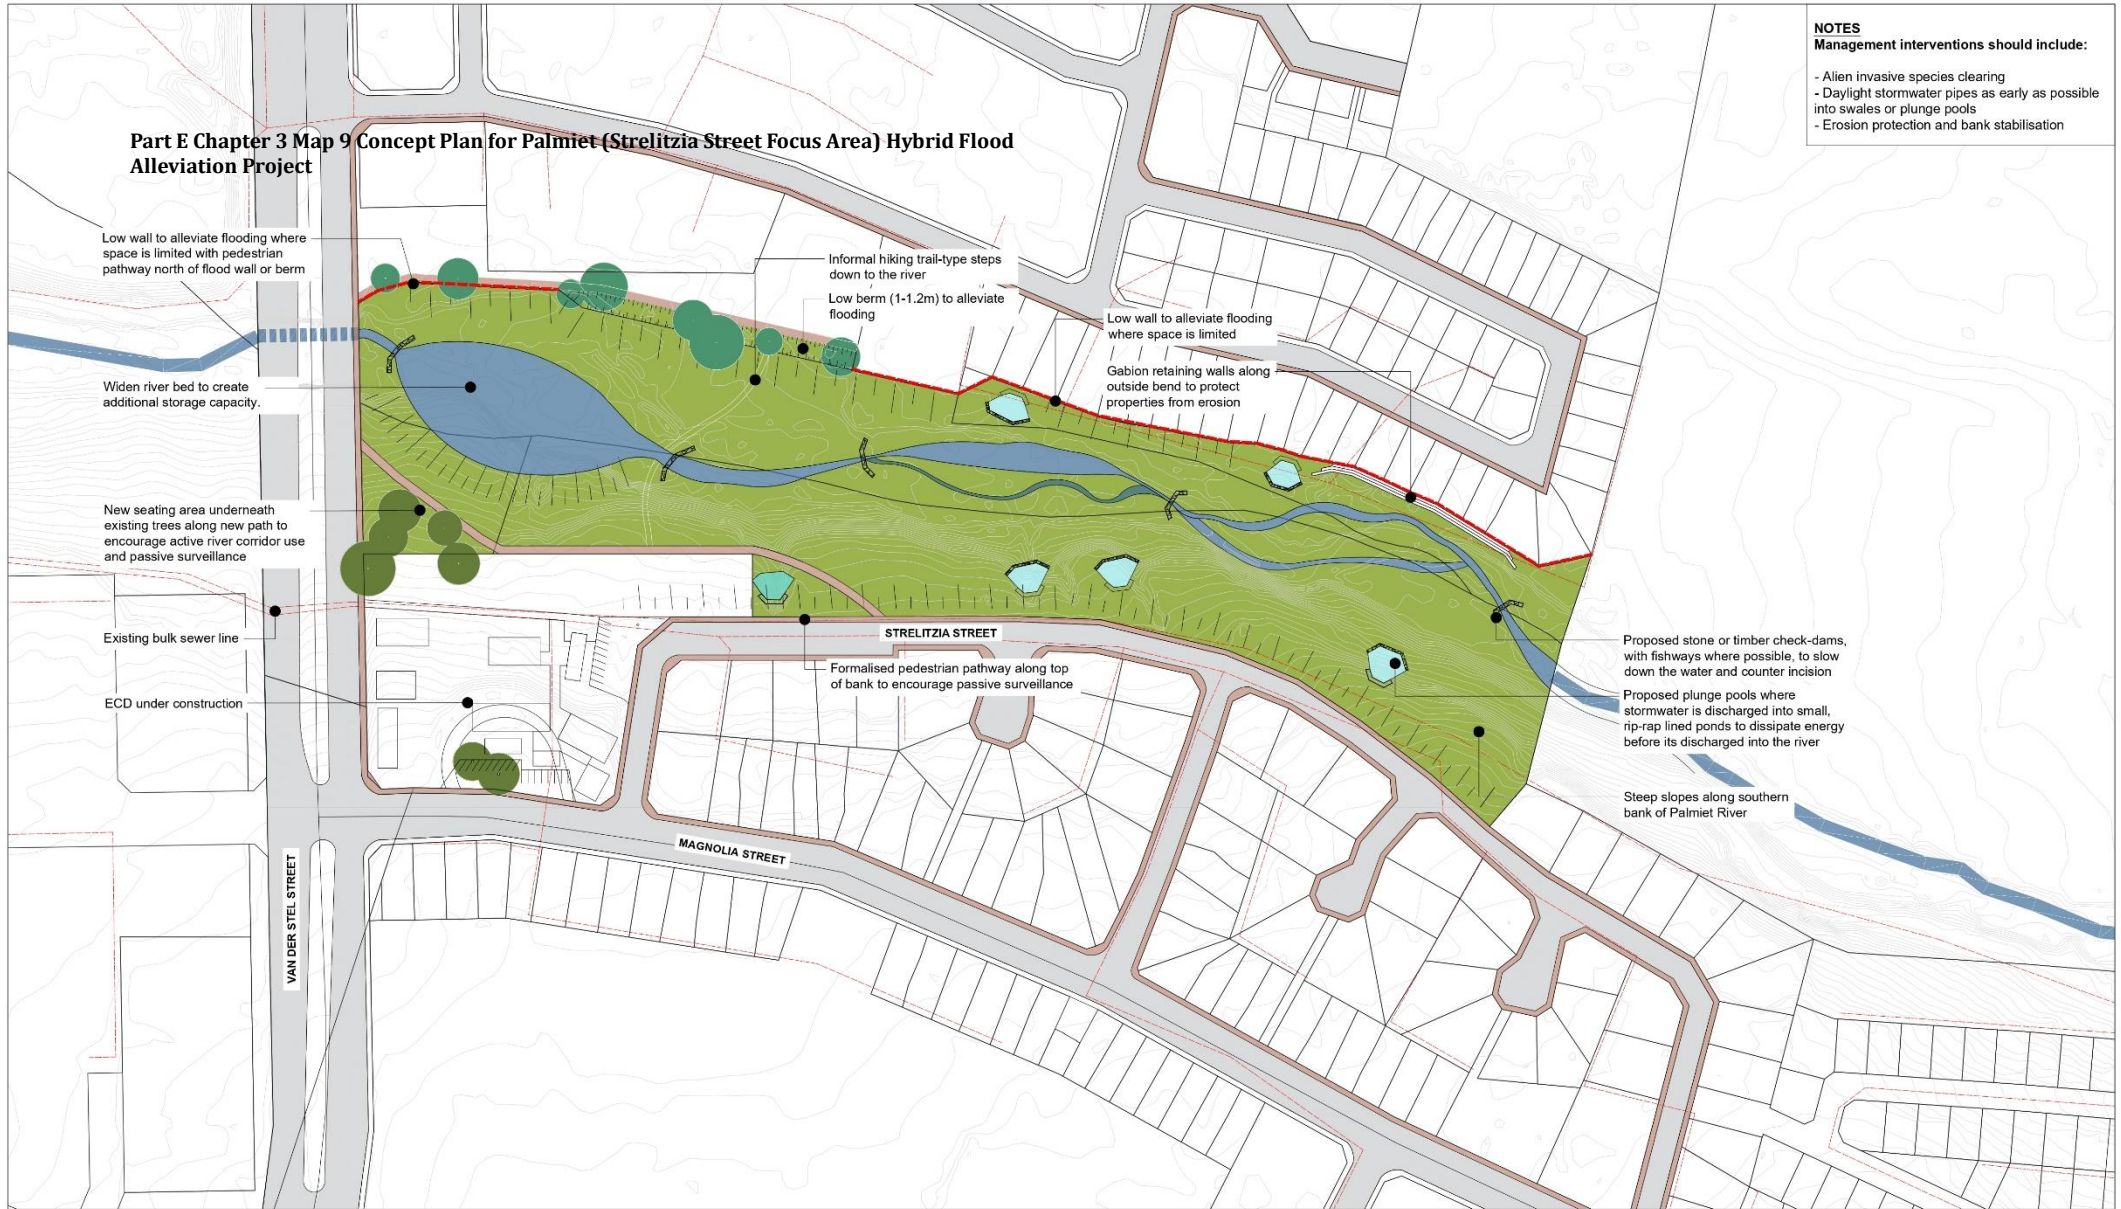 NOTES
Management interventions should include:
- Alien invasive species clearing
- Daylight stormwater pipes as early as possible
into swales or plunge pools
- Erosion protection and bank stabilisation
Part E Chapter 3 Map 9 Concept Plan for Palmiet (Strelitzia Street Focus Area) Hybrid Flood
Alleviation Project
Low wall to alleviate flooding where
space is limited with pedestrian
pathway north of flood wall or berm
Informal hiking trail-type steps
down to the river
Low berm (1-1.2m) to alleviate
flooding
Low wall to alleviate flooding
where space is limited
Gabion retaining walls along
outside bend to protect
properties from erosion
Widen river bed to create
additional storage capacity.
New seating area underneath
existing trees along new path to
encourage active river corridor use
and passive surveillance
Existing bulk sewer line
STRELITZIA STREET
Formalised pedestrian pathway along top
of bank to encourage passive surveillance
Proposed stone or timber check-dams,
with fishways where possible, to slow
down the water and counter incision
Proposed plunge pools where
stormwater is discharged into small,
rip-rap lined ponds to dissipate energy
before its discharged into the river
ECD under construction
Steep slopes along southern
bank of Palmiet River
MAGNOLIA STREET
VAN DER STEL STREET